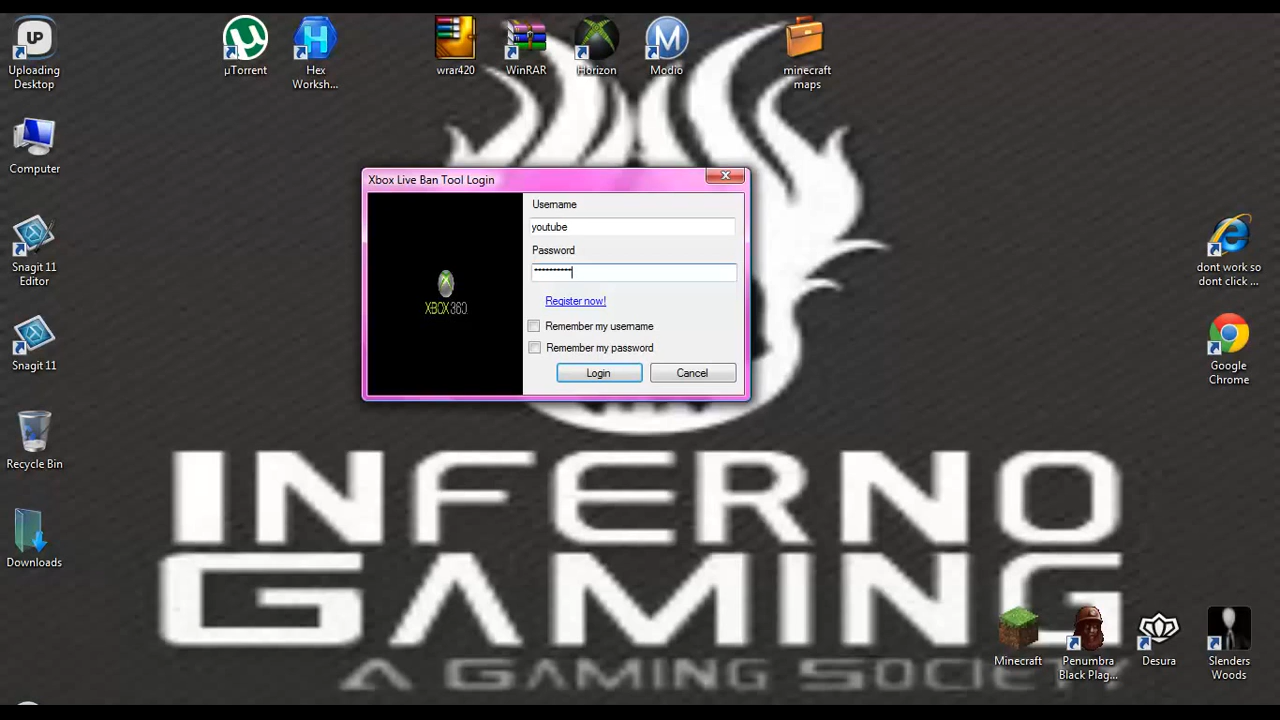 UP
Uploading
Desktop
µTorrent
Hex
Worksh...
wrar420
WinRAR
Horizon
Modio
minecraft
maps
Computer
Snagit 11
Editor
Snagit 11
Recycle Bin
Downloads
Xbox Live Ban Tool Login
XBOX 360
Username
youtube
Password
**********
Register now!
Remember my username
Remember my password
Login
Cancel
dont work so
dont click ...
Google
Chrome
INFERNO
GAMING
A GAMING SOCIETY
Minecraft
Penumbra
Black Plag...
Desura
Slenders
Woods